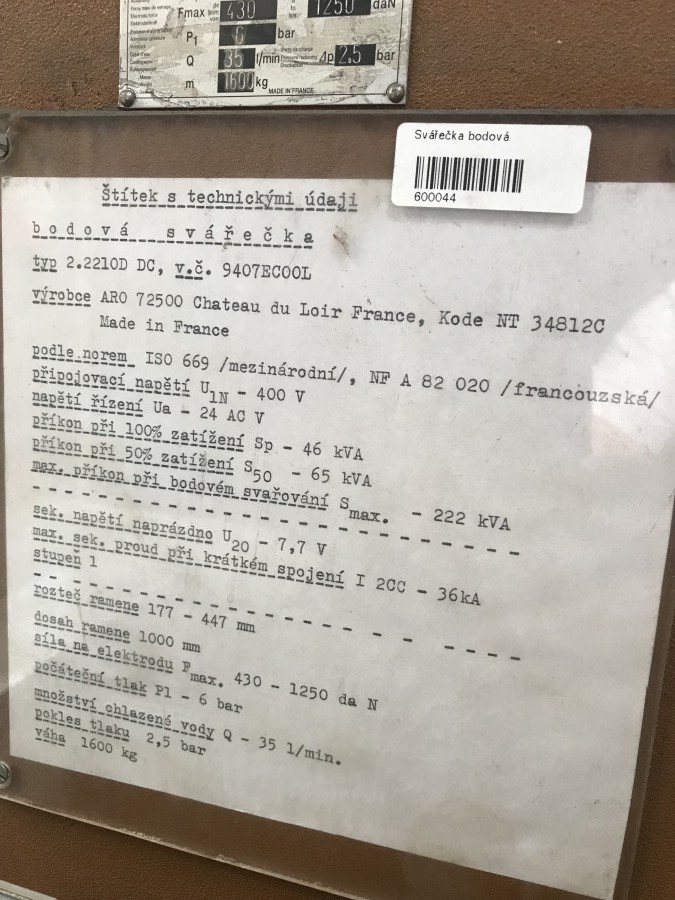 Fmax
430
1250 daN
P1 6 bar
Q 35 l/min Δp 2.5 bar
m 1600 kg
MADE IN FRANCE
Svářečka bodová
600044
Štítek s technickými údaji
bodová svářečka
typ 2.2210D DC, v.č. 9407ECOOL
výrobce ARO 72500 Chateau du Loir France, Kode NT 34812C
Made in France
podle norem ISO 669 /mezinárodní/, NF A 82 020 /francouzská/
připojovací napětí U1N - 400 V
napětí řízení Ua - 24 AC V
příkon při 100% zatížení Sp - 46 kVA
příkon při 50% zatížení S50 - 65 kVA
max. příkon při bodovém svařování Smax. - 222 kVA
sek. napětí naprázdno U20 - 7,7 V
max. sek. proud při krátkém spojení I 2CC - 36kA
stupeň 1
rozteč ramene 177 - 447 mm
dosah ramene 1000 mm
síla na elektrodu Fmax. 430 - 1250 da N
počáteční tlak P1 - 6 bar
množství chlazené vody Q - 35 l/min.
pokles tlaku 2,5 bar
váha 1600 kg